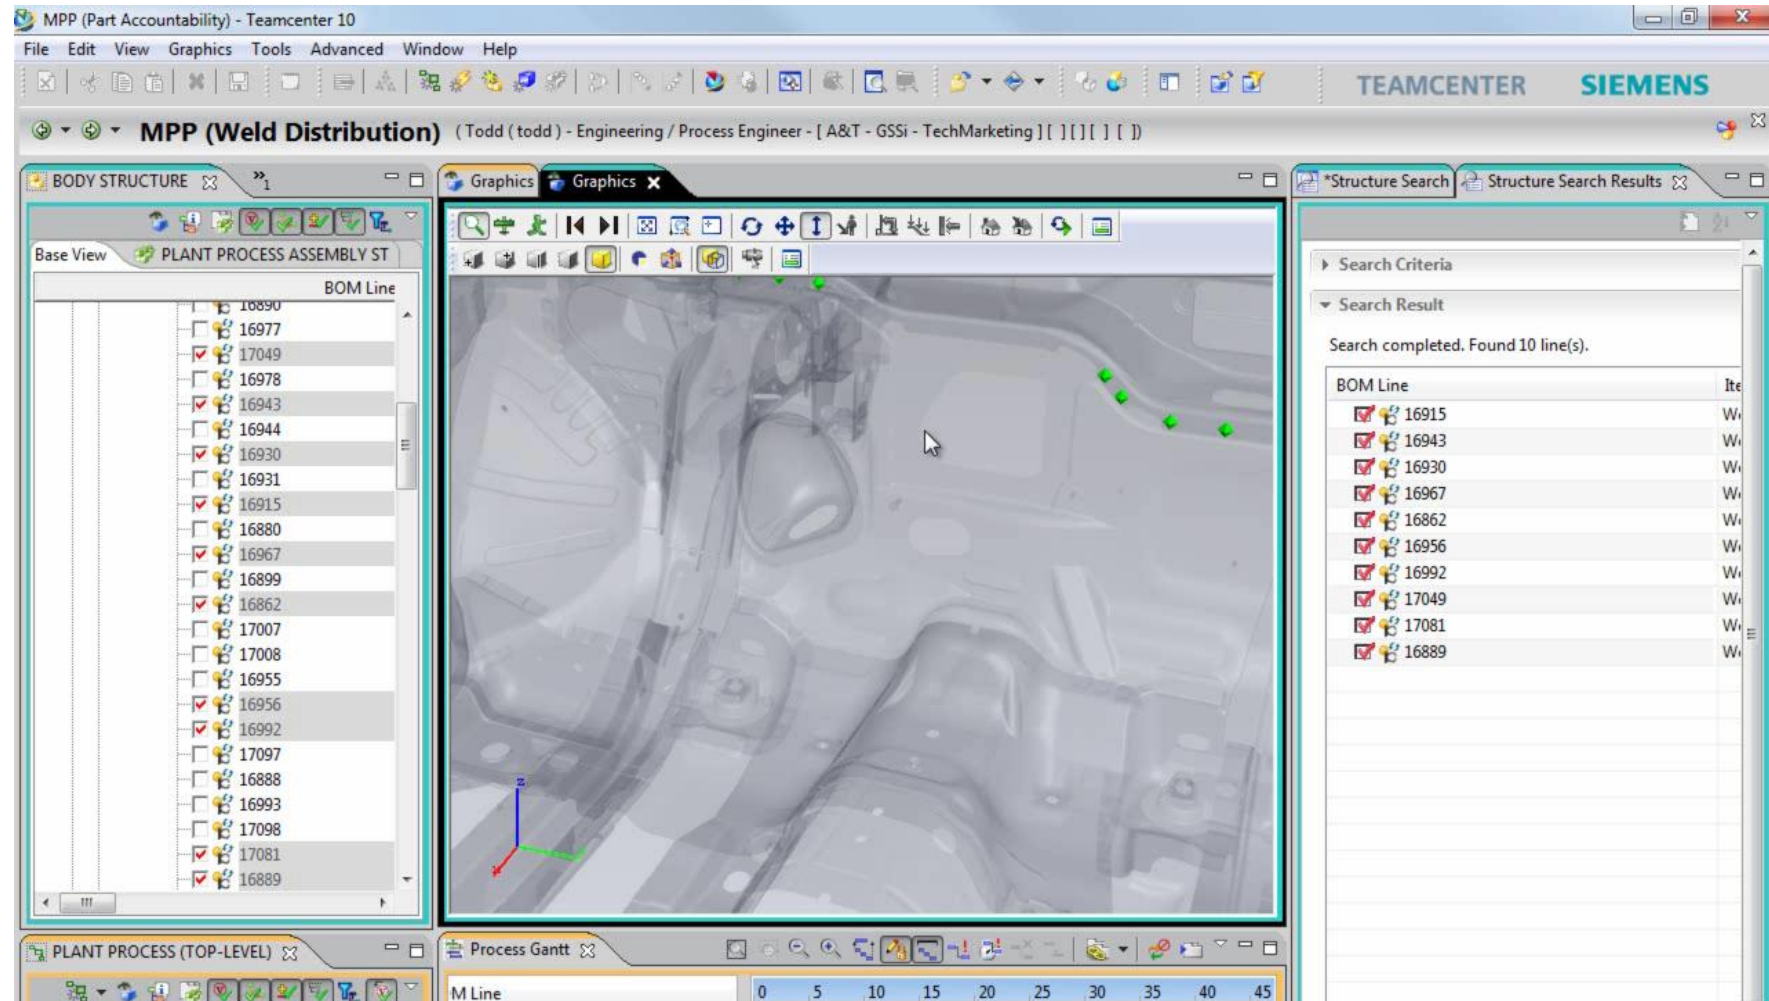 MPP (Part Accountability) - Teamcenter 10
File Edit View Graphics Tools Advanced Window Help
TEAMCENTER SIEMENS
MPP (Weld Distribution) ( Todd ( todd ) - Engineering / Process Engineer - [ A&T - GSSi - TechMarketing ] [ ] [ ] [ ] [ ])
BODY STRUCTURE
»1
Base View PLANT PROCESS ASSEMBLY ST
BOM Line
16890
16977
17049
16978
16943
16944
16930
16931
16915
16880
16967
16899
16862
17007
17008
16955
16956
16992
17097
16888
16993
17098
17081
16889
Graphics Graphics
z
*Structure Search Structure Search Results
Search Criteria
Search Result
Search completed. Found 10 line(s).
BOM Line Ite
16915 W
16943 W
16930 W
16967 W
16862 W
16956 W
16992 W
17049 W
17081 W
16889 W
PLANT PROCESS (TOP-LEVEL)
Process Gantt
M Line
0 5 10 15 20 25 30 35 40 45